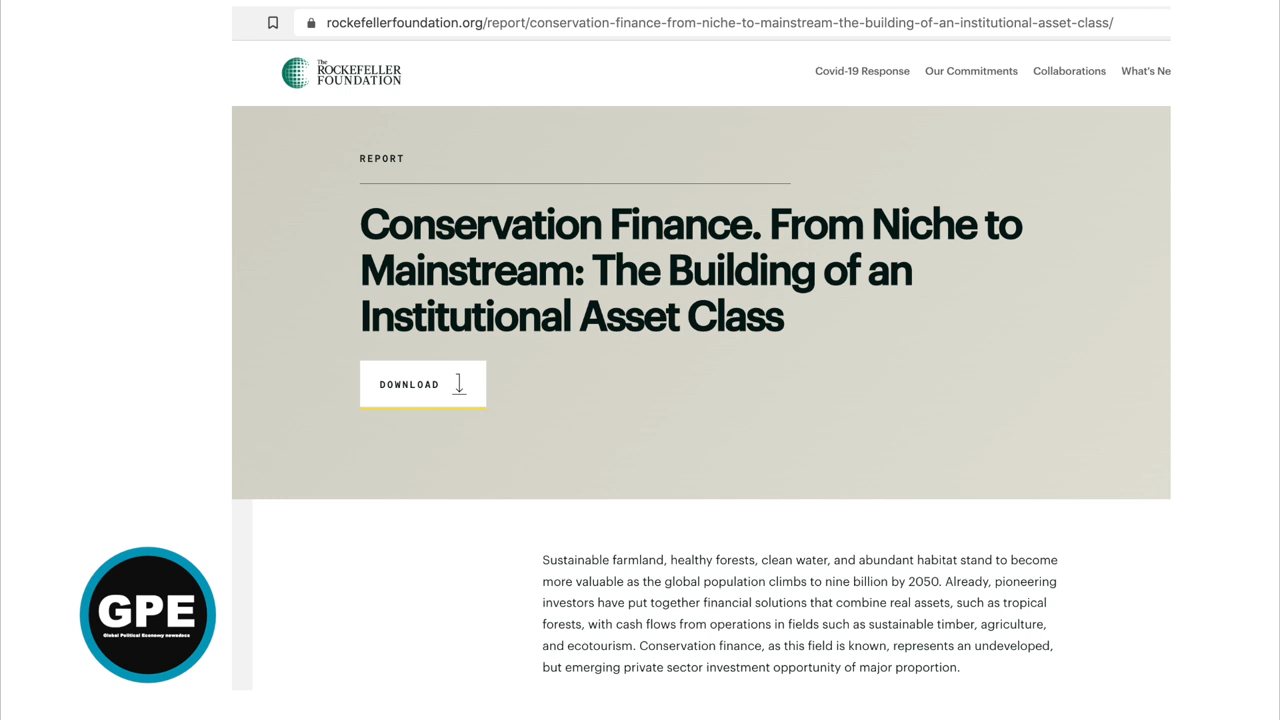 rockefellerfoundation.org/report/conservation-finance-from-niche-to-mainstream-the-building-of-an-institutional-asset-class/
The
ROCKEFELLER
FOUNDATION
Covid-19 Response Our Commitments Collaborations What's Ne
REPORT
Conservation Finance. From Niche to
Mainstream: The Building of an
Institutional Asset Class
DOWNLOAD
Sustainable farmland, healthy forests, clean water, and abundant habitat stand to become
more valuable as the global population climbs to nine billion by 2050. Already, pioneering
investors have put together financial solutions that combine real assets, such as tropical
forests, with cash flows from operations in fields such as sustainable timber, agriculture,
and ecotourism. Conservation finance, as this field is known, represents an undeveloped,
but emerging private sector investment opportunity of major proportion.
GPE
Global Political Economy newsdocs